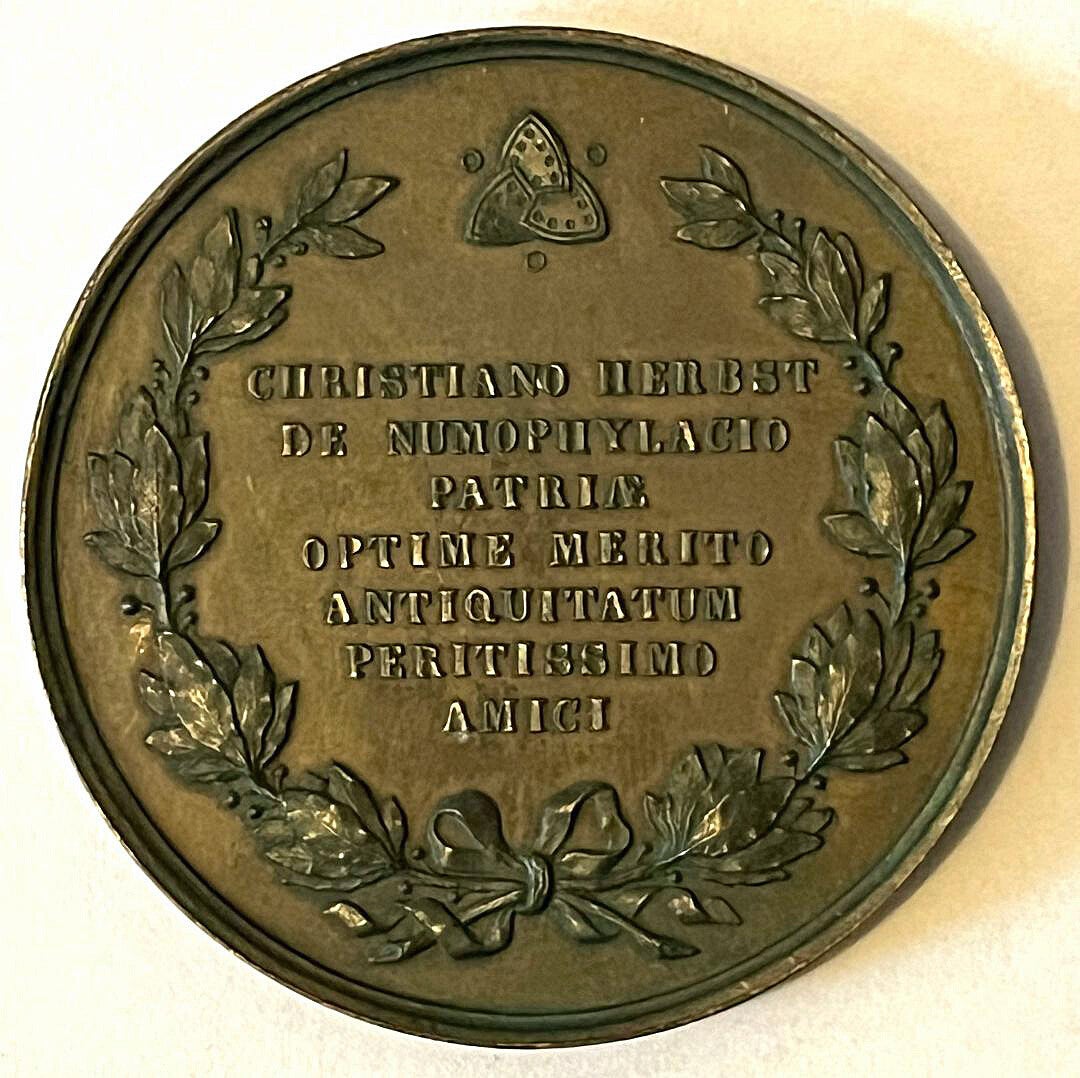 CHRISTIANO HERBST
DE NUMOPHYLACIO
PATRIÆ
OPTIME MERITO
ANTIQUITATUM
PERITISSIMO
AMICI